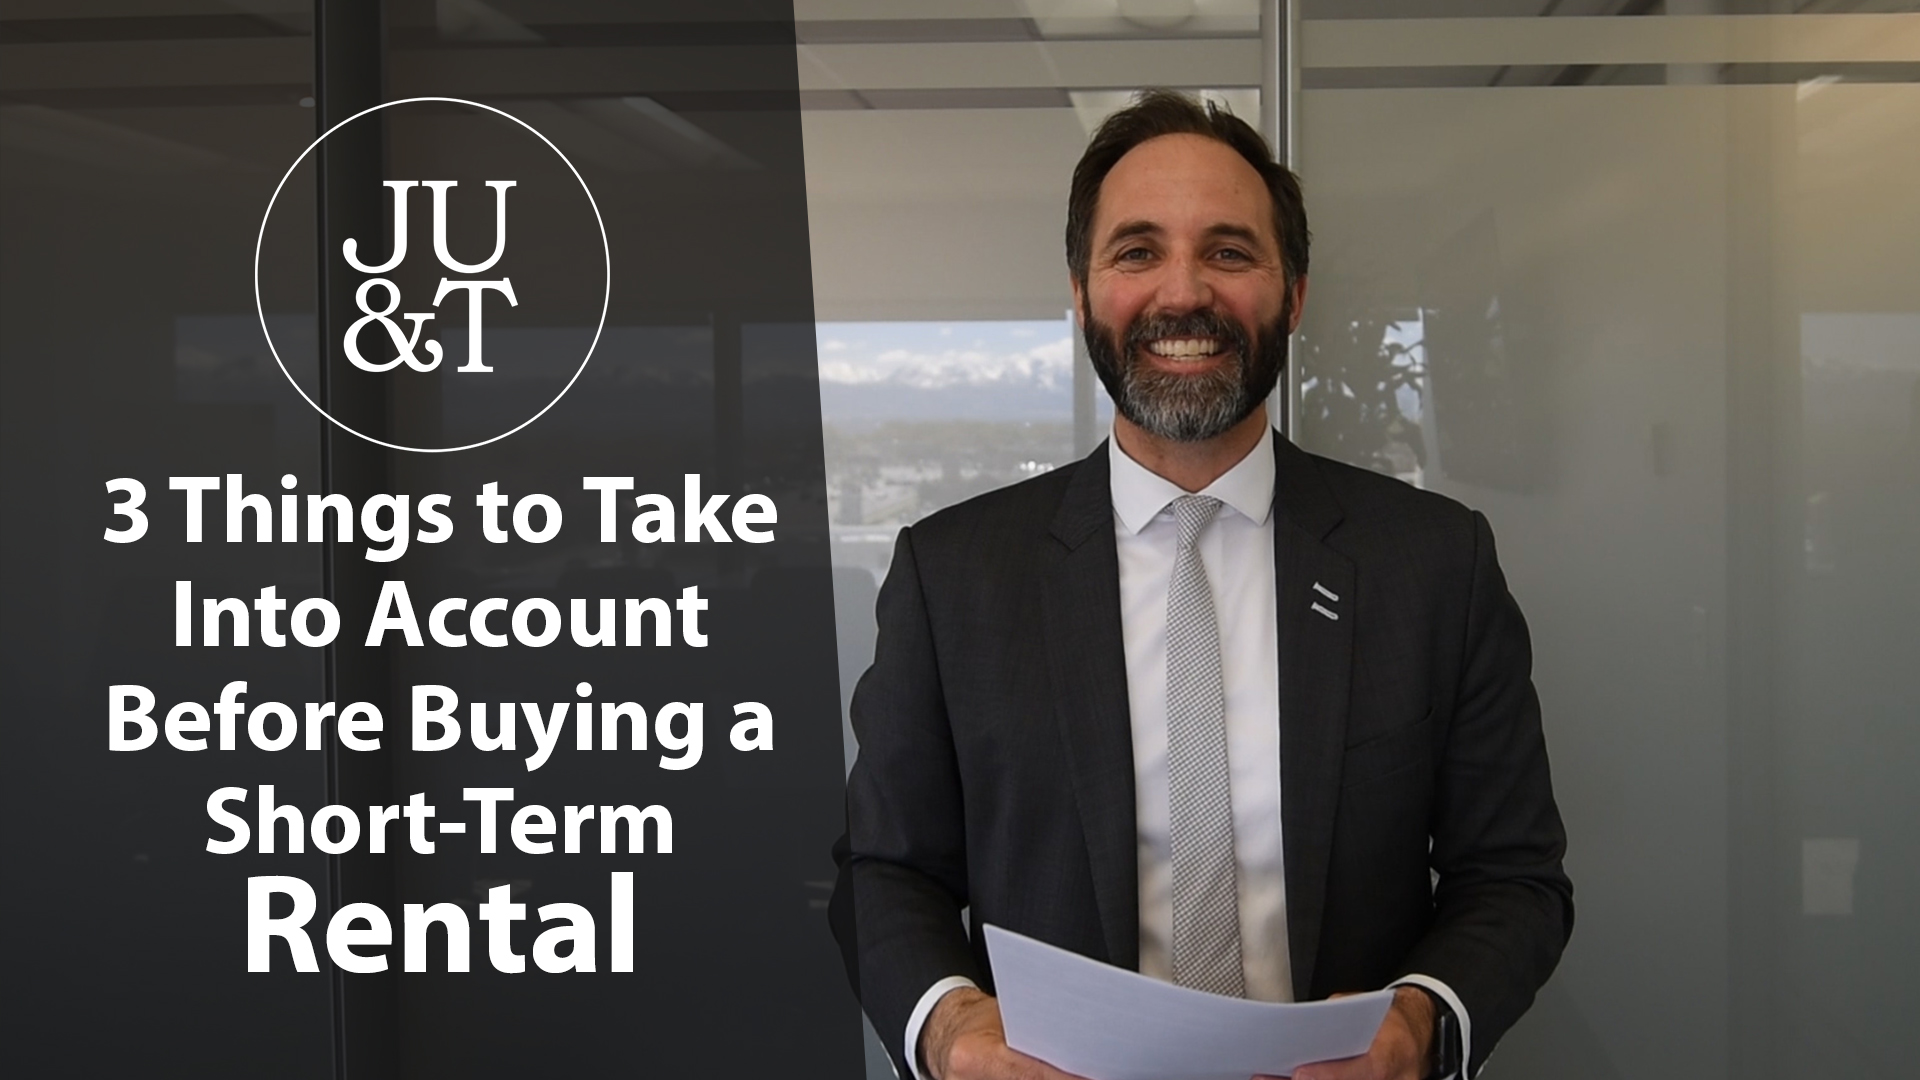 JU
&T
3 Things to Take
Into Account
Before Buying a
Short-Term
Rental